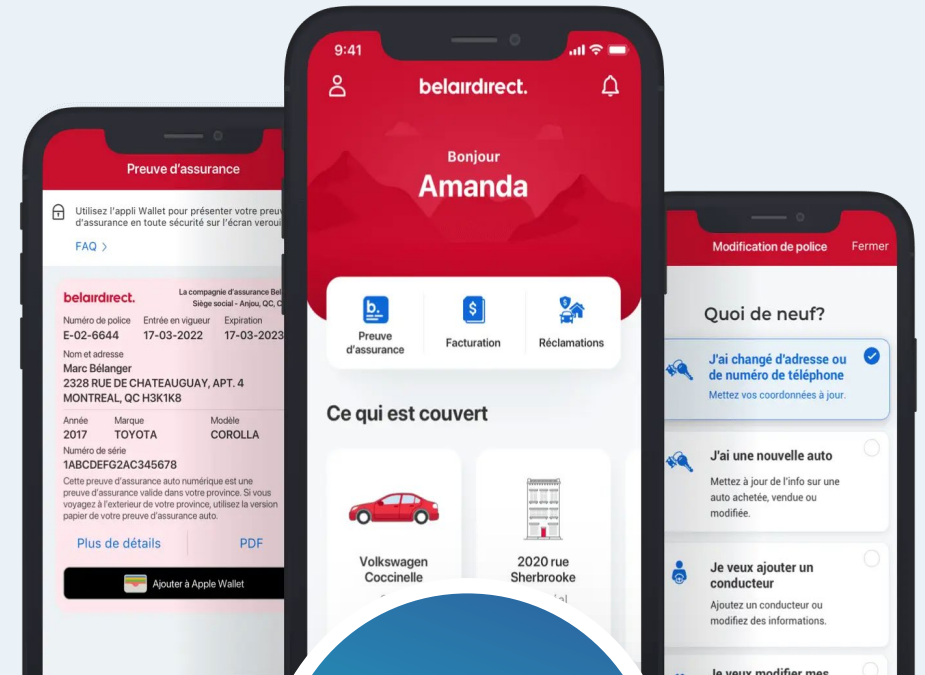 Preuve d'assurance
Utilisez l'appli Wallet pour présenter votre
d'assurance en toute sécurité sur l'écran
FAQ >
belairdirect.
La compagnie d'assurance
Siège social - Anjou, QC,
Numéro de police Entrée en vigueur Expiration
E-02-6644 17-03-2022 17-03-2023
Nom et adresse
Marc Bélanger
2328 RUE DE CHATEAUGUAY, APT. 4
MONTREAL, QC H3K1K8
Année Marque Modèle
2017 TOYOTA COROLLA
Numéro de série
1ABCDEFG2AC345678
Cette preuve d'assurance auto numérique est une
preuve d'assurance valide dans votre province. Si vous
voyagez à l'exterieur de votre province, utilisez la version
papier de votre preuve d'assurance auto.
Plus de détails PDF
Ajouter à Apple Wallet
9:41
belairdirect.
Bonjour
Amanda
Preuve
d'assurance
Facturation
Réclamations
Ce qui est couvert
Volkswagen
Coccinelle
2020 rue
Sherbrooke
Modification de police Fermer
Quoi de neuf?
J'ai changé d'adresse ou
de numéro de téléphone
Mettez vos coordonnées à jour.
J'ai une nouvelle auto
Mettez à jour de l'info sur une
auto achetée, vendue ou
modifiée.
Je veux ajouter un
conducteur
Ajoutez un conducteur ou
modifiez des informations.
Je veux modifier mes